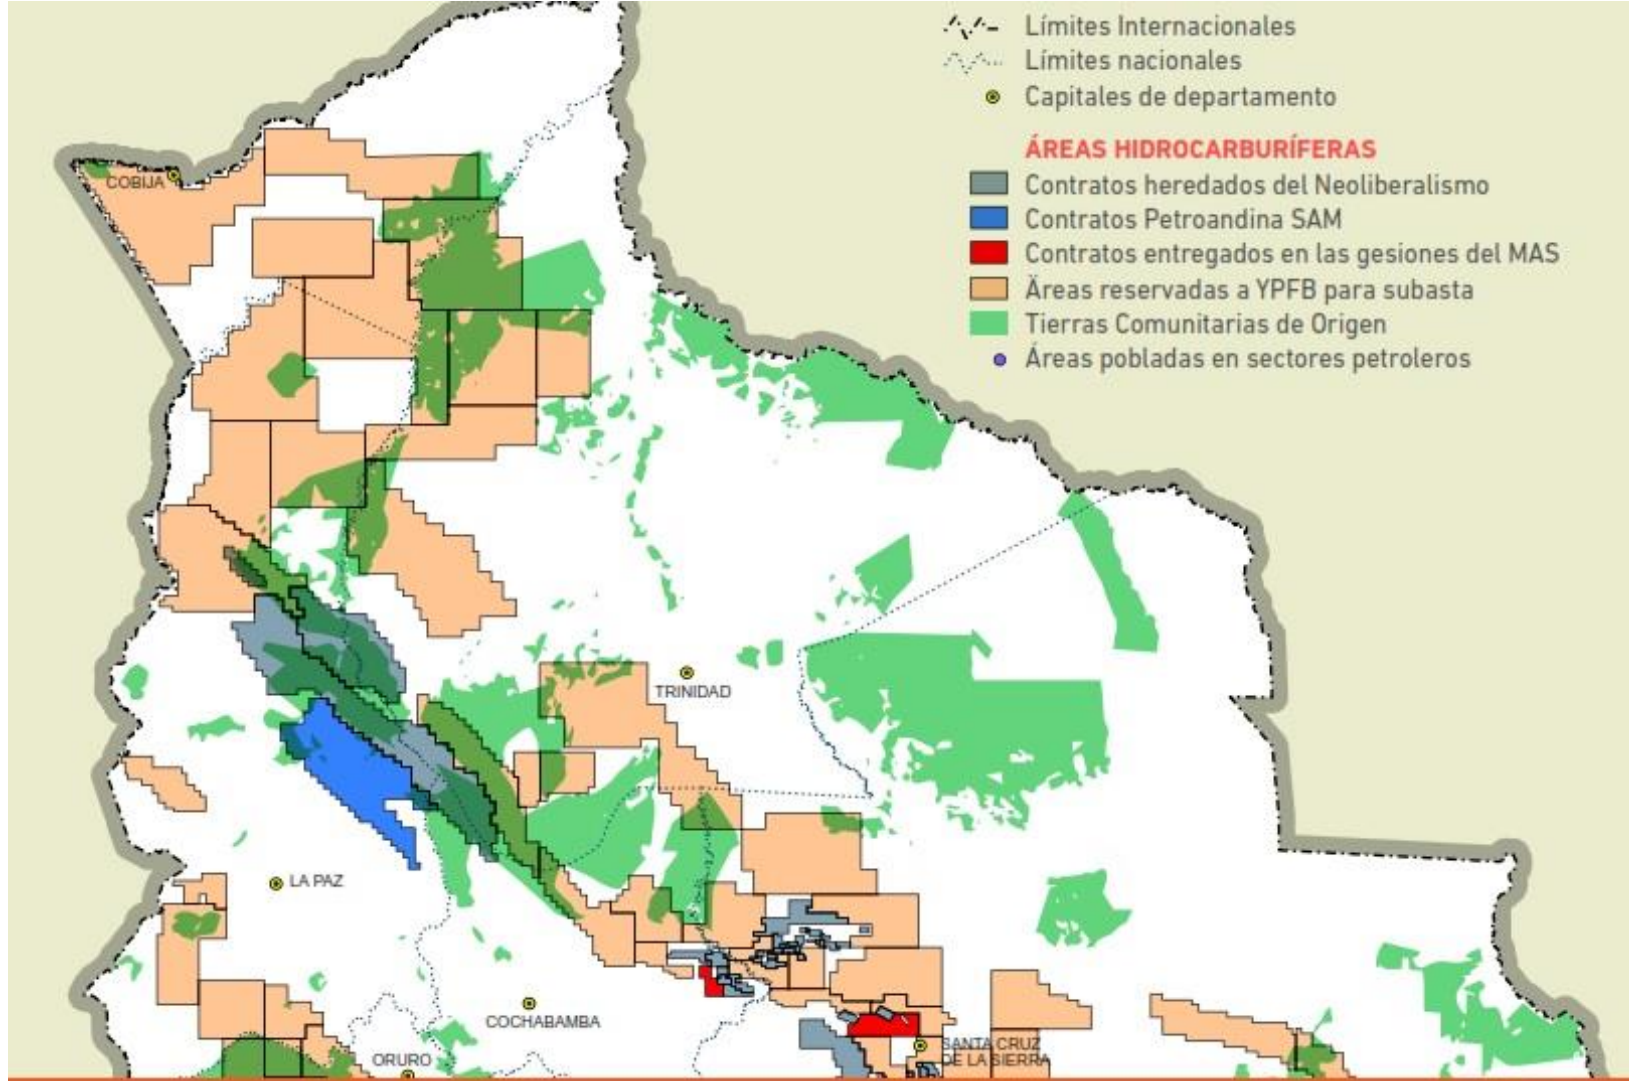 Límites Internacionales
Límites nacionales
Capitales de departamento
ÁREAS HIDROCARBURÍFERAS
Contratos heredados del Neoliberalismo
Contratos Petroandina SAM
Contratos entregados en las gesiones del MAS
Äreas reservadas a YPFB para subasta
Tierras Comunitarias de Origen
Áreas pobladas en sectores petroleros
COBIJA
TRINIDAD
LA PAZ
COCHABAMBA
ORURO
SANTA CRUZ
DE LA SIERRA